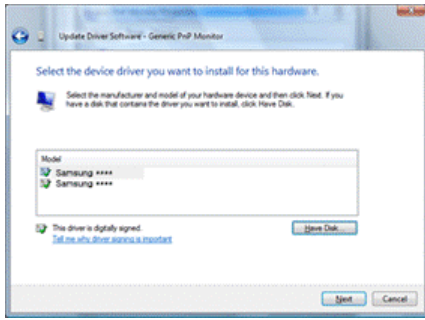 Update Driver Software - Generic PnP Monitor
Select the device driver you want to install for this hardware.
Select the manufacturer and model of your hardware device and then click Next. If you
have a disk that contains the driver you want to install, click Have Disk.
Model
Samsung ****
Samsung ****
This driver is digitally signed.
Have Disk...
Tell me why driver signing is important
Next
Cancel